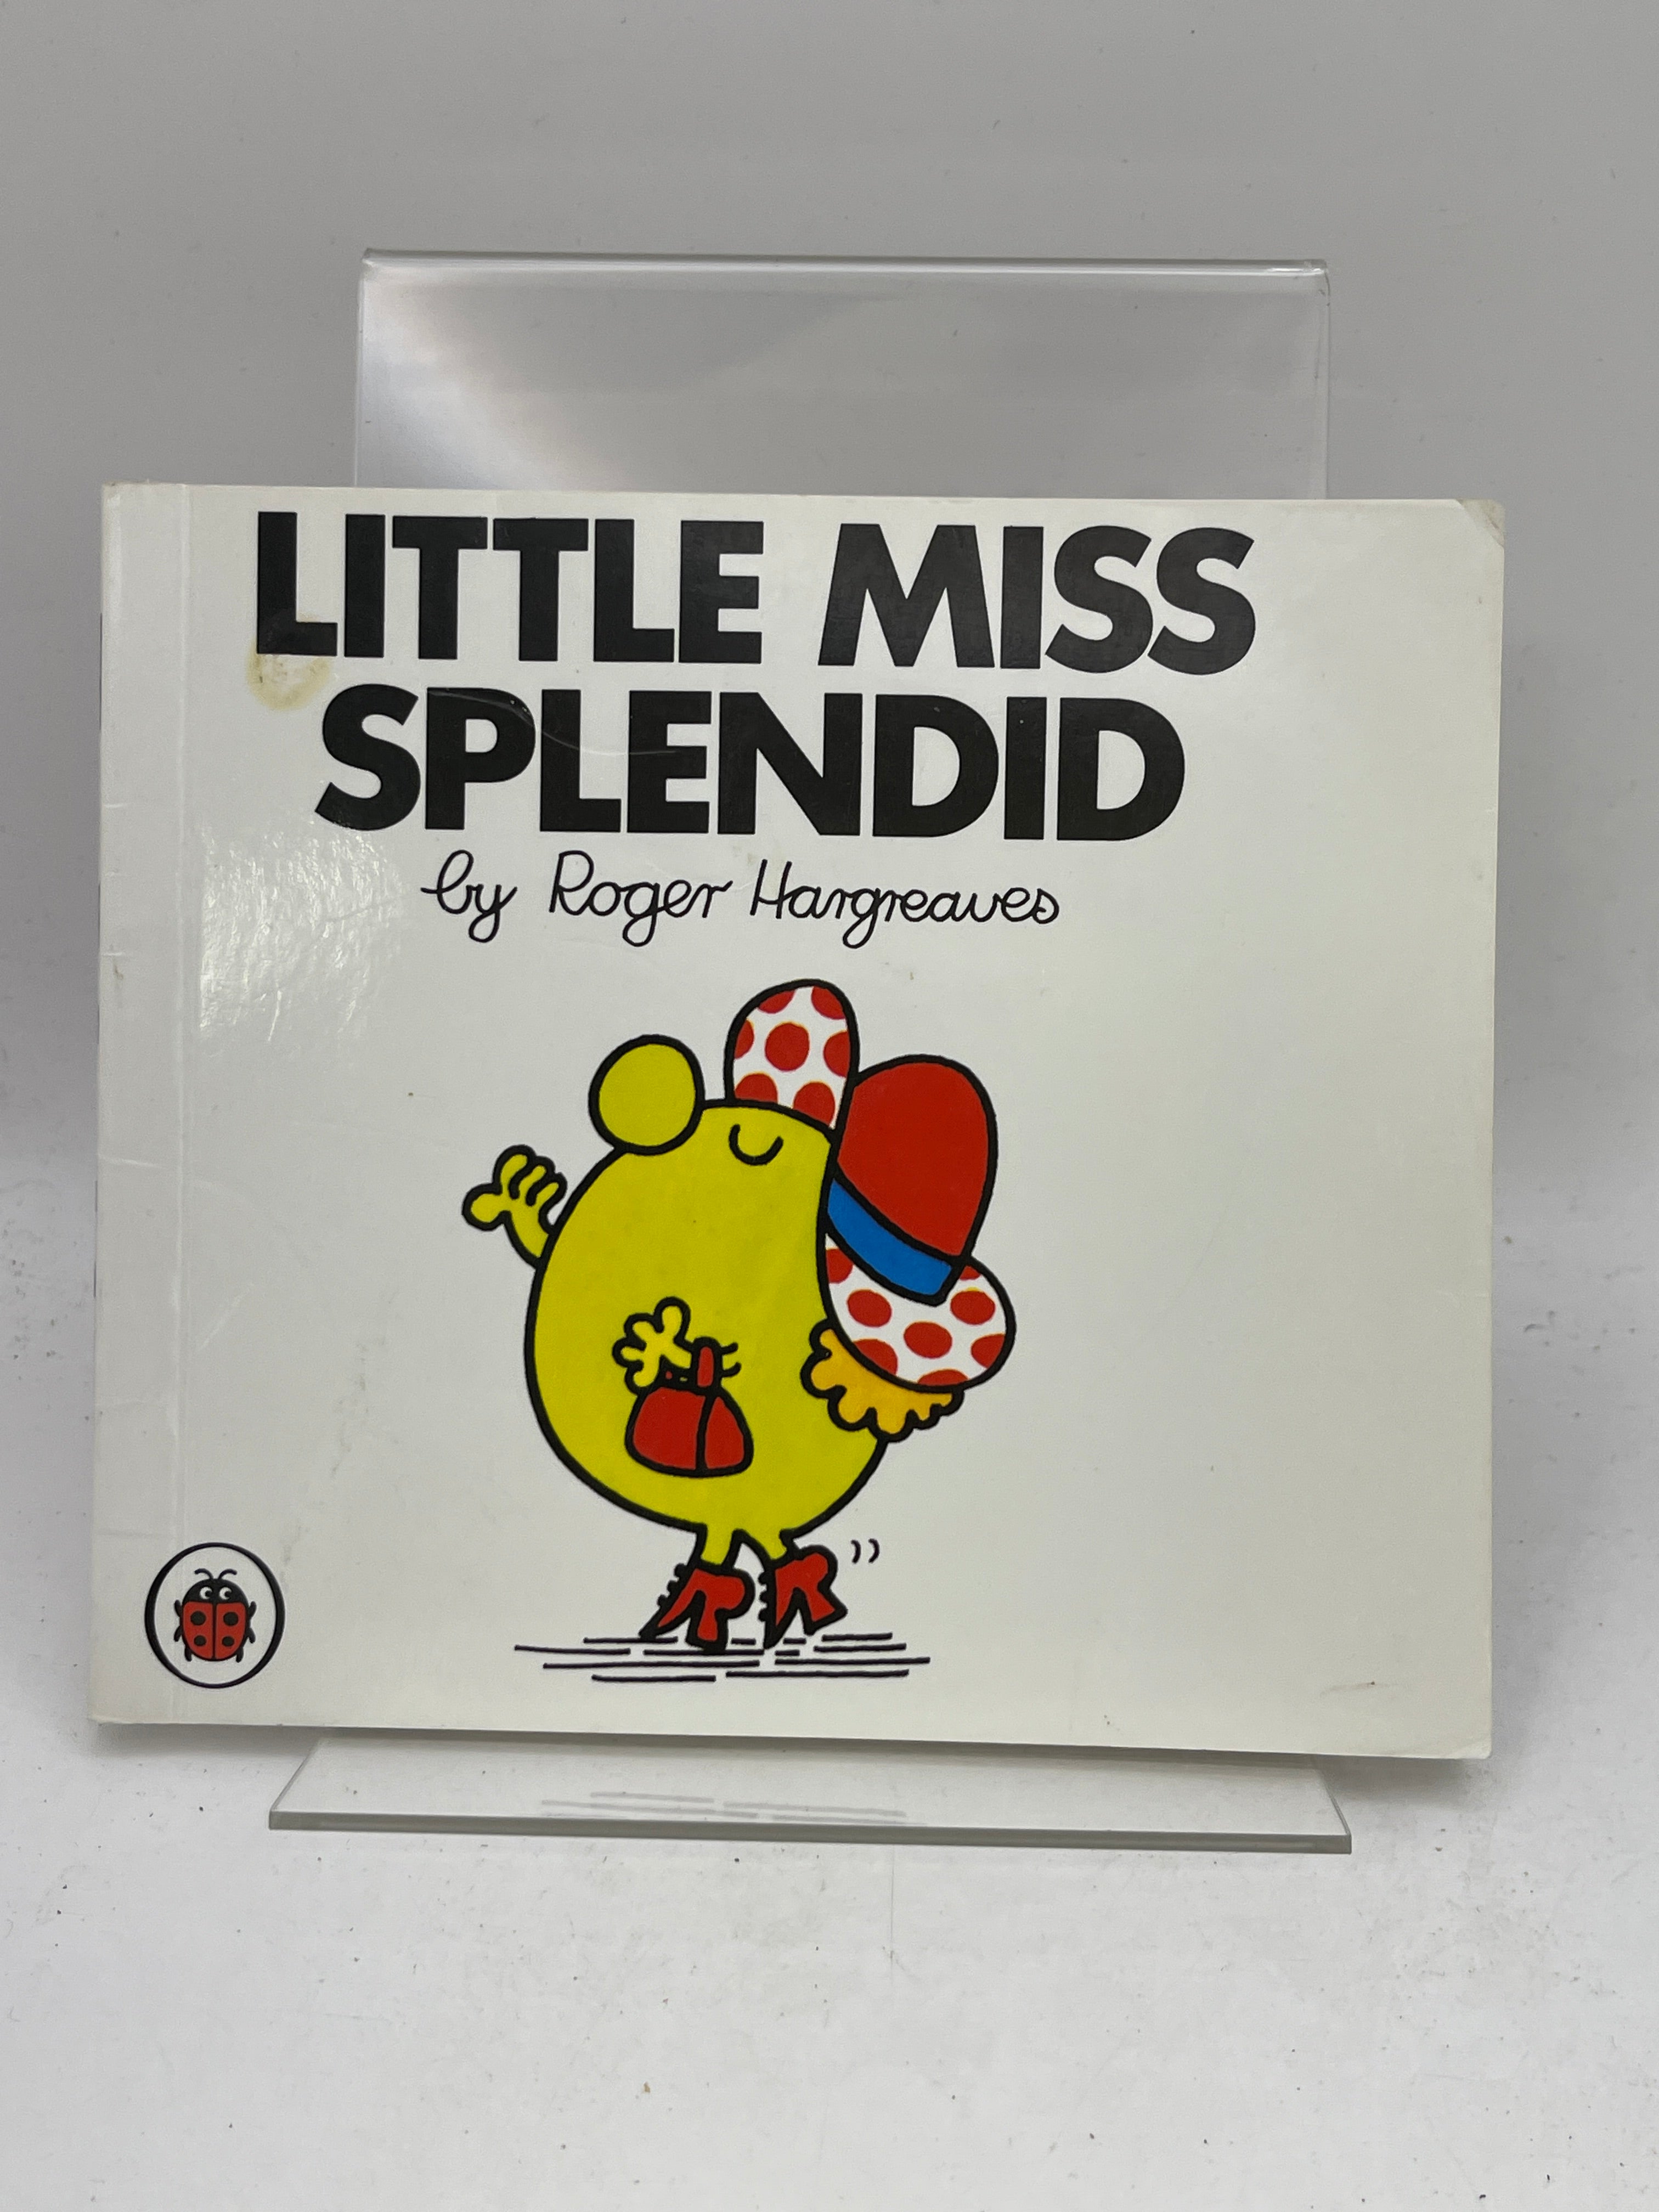 LITTLE MISS
SPLENDID
by Roger Hargreaves